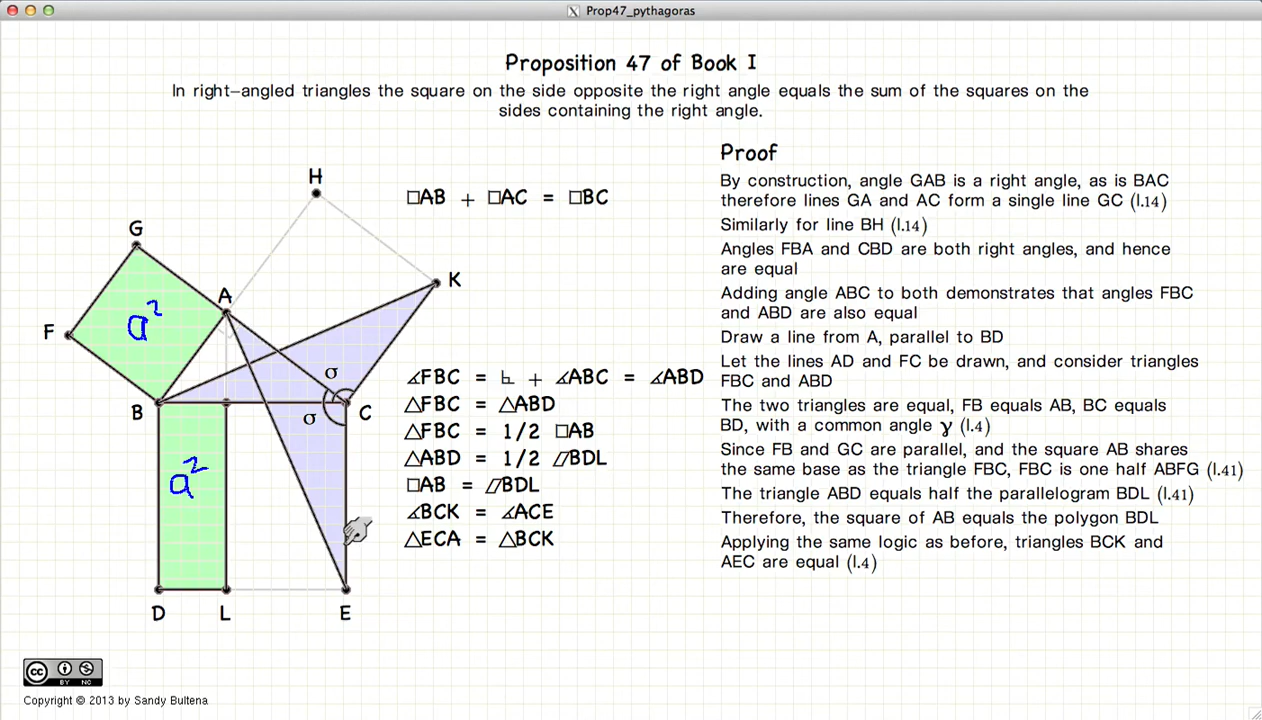 Prop47_pythagoras
Proposition 47 of Book I
In right-angled triangles the square on the side opposite the right angle equals the sum of the squares on the
sides containing the right angle.
H
□AB + □AC = □BC
G
K
A
F
a²
B
C
σ
σ
a²
D
L
E
∡FBC = ⊾ + ∡ABC = ∡ABD
△FBC = △ABD
△FBC = 1/2 □AB
△ABD = 1/2 ▱BDL
□AB = ▱BDL
∡BCK = ∡ACE
△ECA = △BCK
Proof
By construction, angle GAB is a right angle, as is BAC
therefore lines GA and AC form a single line GC (I.14)
Similarly for line BH (I.14)
Angles FBA and CBD are both right angles, and hence
are equal
Adding angle ABC to both demonstrates that angles FBC
and ABD are also equal
Draw a line from A, parallel to BD
Let the lines AD and FC be drawn, and consider triangles
FBC and ABD
The two triangles are equal, FB equals AB, BC equals
BD, with a common angle γ (I.4)
Since FB and GC are parallel, and the square AB shares
the same base as the triangle FBC, FBC is one half ABFG (I.41)
The triangle ABD equals half the parallelogram BDL (I.41)
Therefore, the square of AB equals the polygon BDL
Applying the same logic as before, triangles BCK and
AEC are equal (I.4)
cc
BY NC
Copyright © 2013 by Sandy Bultena